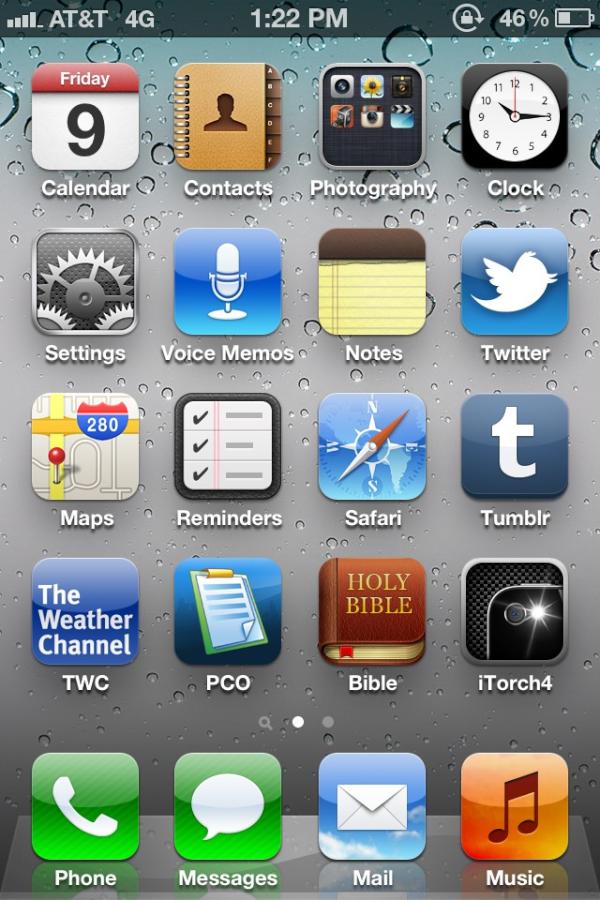 AT&T 4G 1:22 PM 46%
Friday
9
12
1
2
3
4
5
6
7
8
9
10
11
A
B
C
D
E
F
Calendar Contacts Photography Clock
Settings Voice Memos Notes Twitter
280
N
S
t
Maps Reminders Safari Tumblr
The
Weather
Channel
HOLY
BIBLE
TWC PCO Bible iTorch4
Phone Messages Mail Music